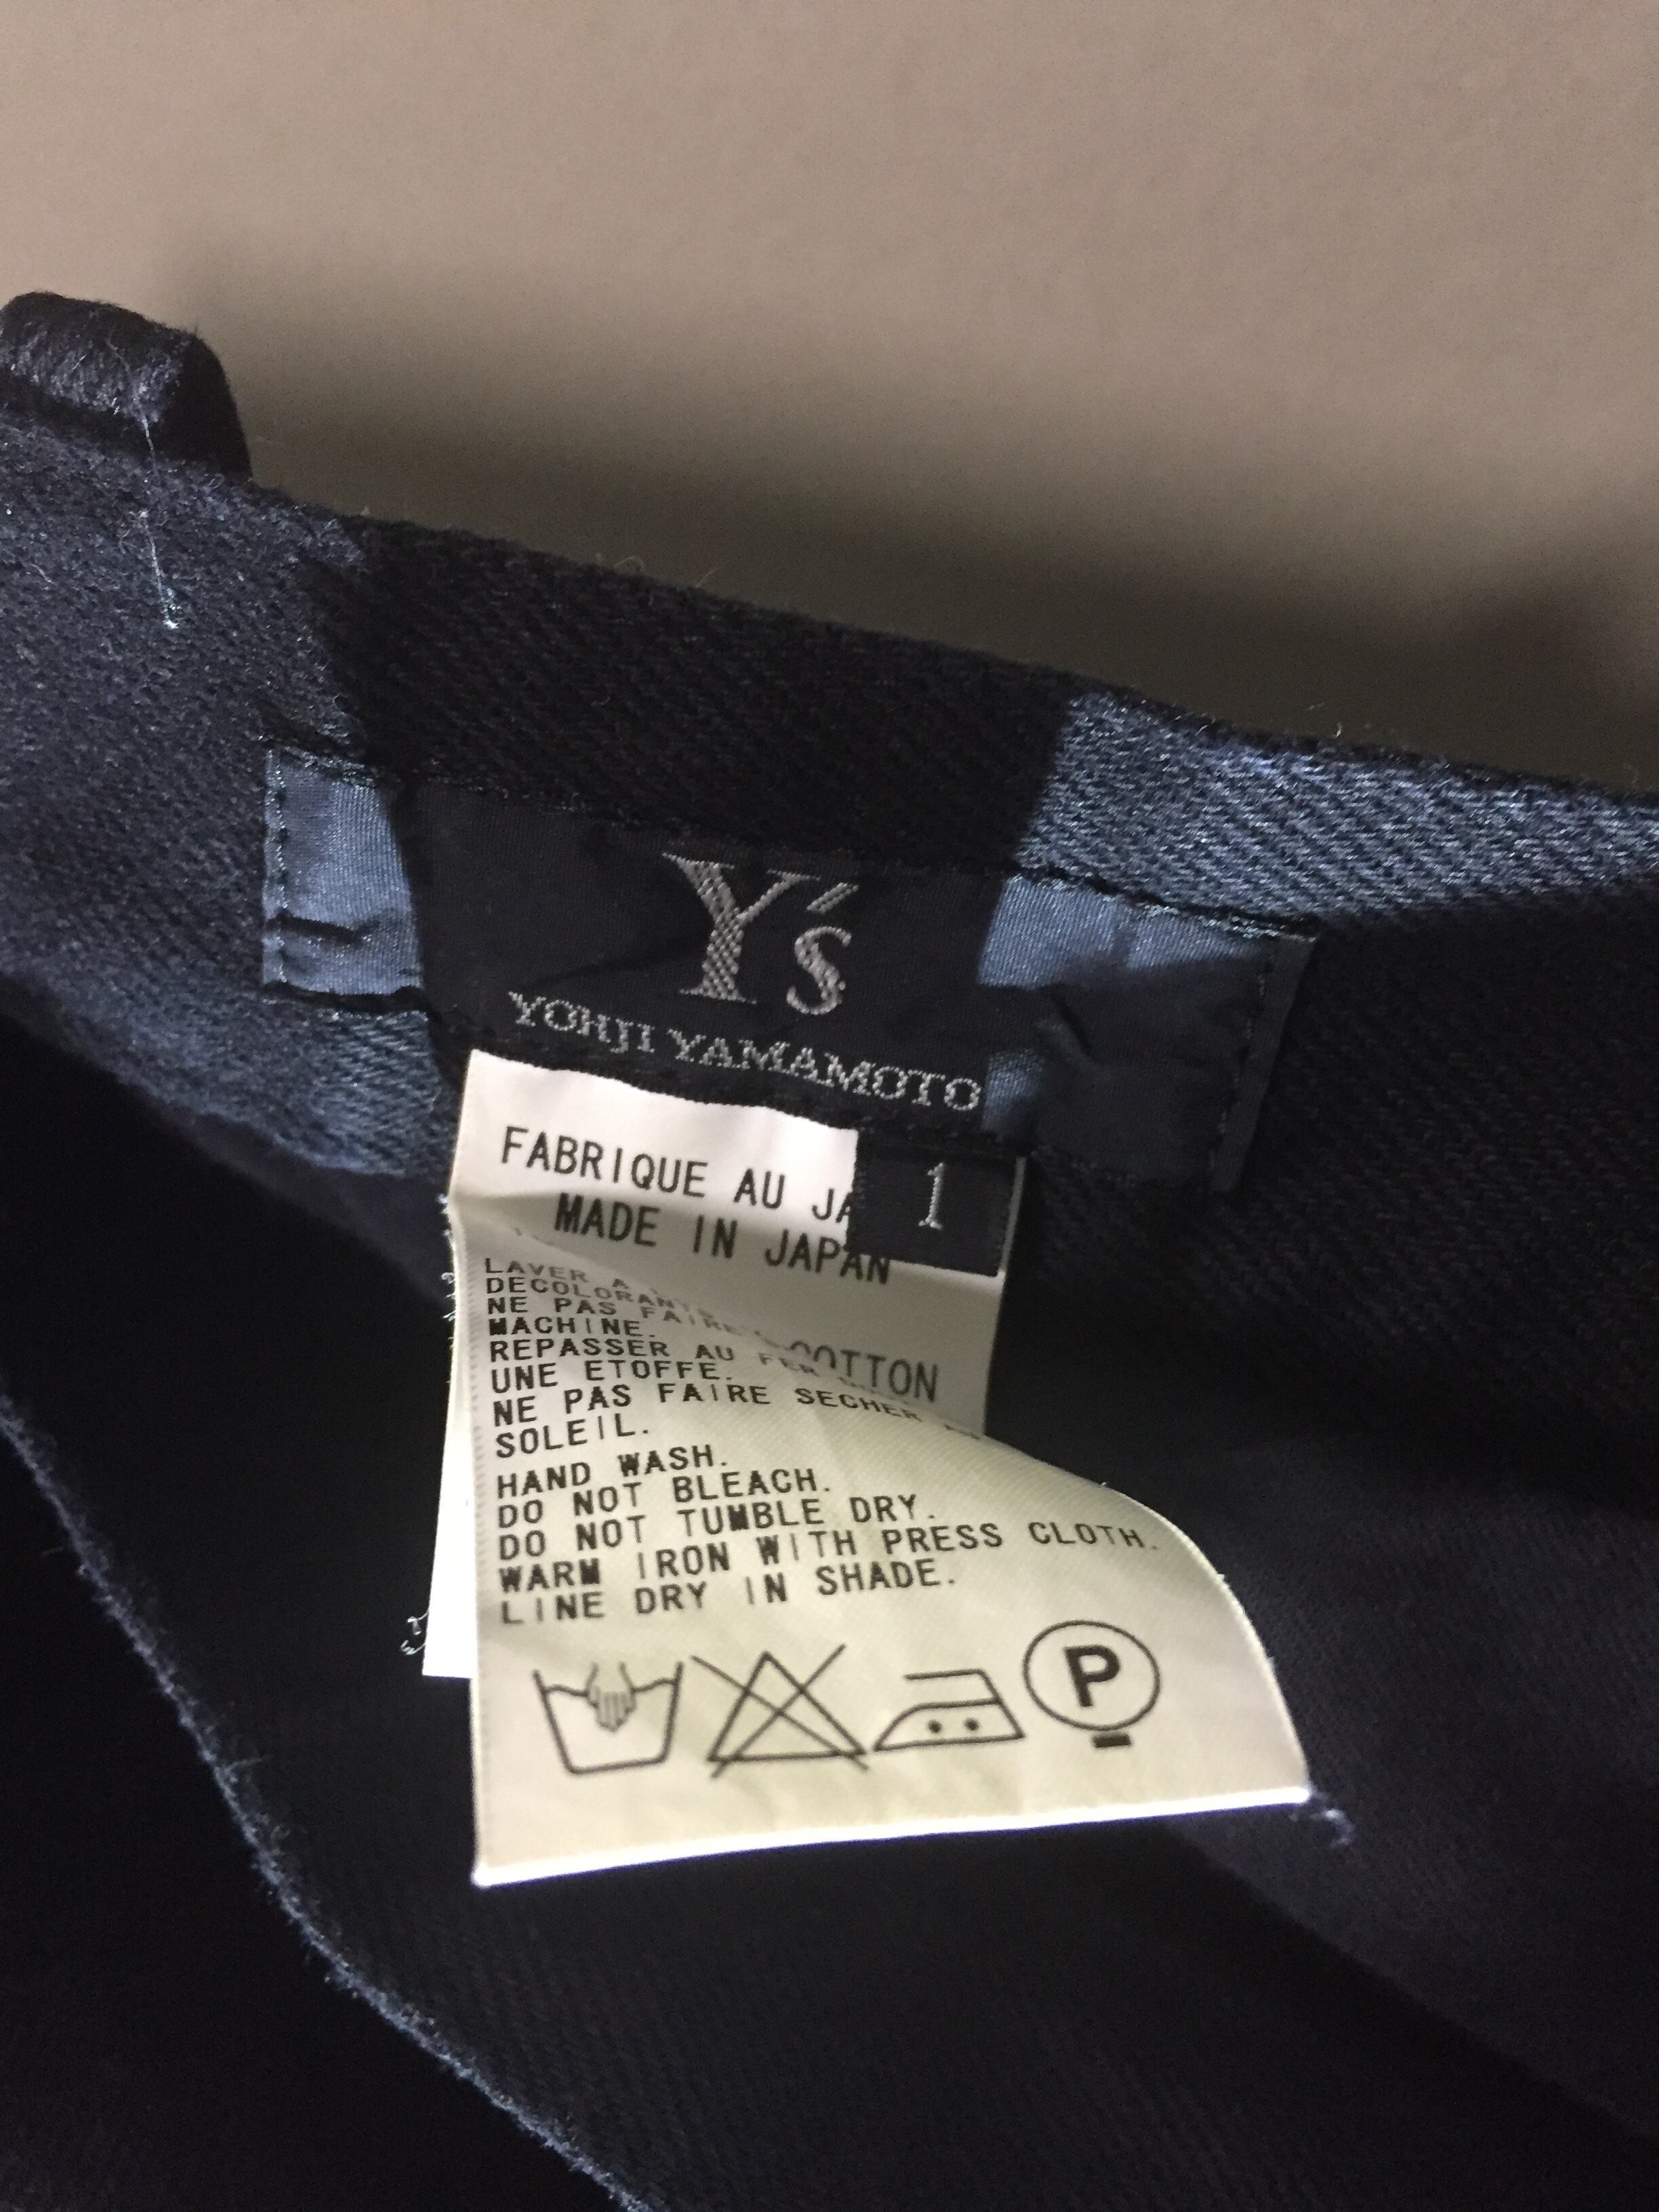 Y's
YOHJI YAMAMOTO
1
FABRIQUE AU JA
MADE IN JAPAN
COTTON
LAVER A
DECOLORANT
NE PAS FAIRE
MACHINE.
REPASSER AU FER
UNE ETOFFE.
NE PAS FAIRE SECHER
SOLEIL.
HAND WASH.
DO NOT BLEACH.
DO NOT TUMBLE DRY.
WARM IRON WITH PRESS CLOTH.
LINE DRY IN SHADE.
P